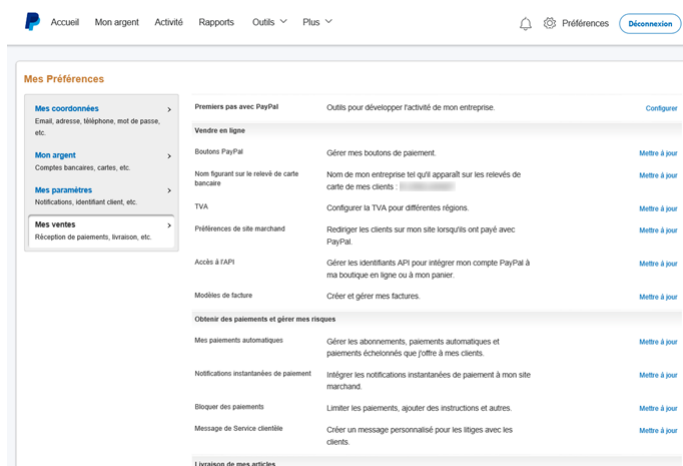 Accueil Mon argent Activité Rapports Outils Plus Préférences Déconnexion
Mes Préférences
Mes coordonnées
Email, adresse, téléphone, mot de passe,
etc.
Mon argent
Comptes bancaires, cartes, etc.
Mes paramètres
Notifications, identifiant client, etc.
Mes ventes
Réception de paiements, livraison, etc.
Premiers pas avec PayPal Outils pour développer l'activité de mon entreprise. Configurer
Vendre en ligne
Boutons PayPal Gérer mes boutons de paiement. Mettre à jour
Nom figurant sur le relevé de carte Nom de mon entreprise tel qu'il apparaît sur les relevés de Mettre à jour
bancaire carte de mes clients :
TVA Configurer la TVA pour différentes régions. Mettre à jour
Préférences de site marchand Rediriger les clients sur mon site lorsqu'ils ont payé avec Mettre à jour
PayPal.
Accès à l'API Gérer les identifiants API pour intégrer mon compte PayPal à Mettre à jour
ma boutique en ligne ou à mon panier.
Modèles de facture Créer et gérer mes factures. Mettre à jour
Obtenir des paiements et gérer mes risques
Mes paiements automatiques Gérer les abonnements, paiements automatiques et Mettre à jour
paiements échelonnés que j'offre à mes clients.
Notifications instantanées de paiement Intégrer les notifications instantanées de paiement à mon site Mettre à jour
marchand.
Bloquer des paiements Limiter les paiements, ajouter des instructions et autres. Mettre à jour
Message de Service clientèle Créer un message personnalisé pour les litiges avec les Mettre à jour
clients.
Livraison de mes articles